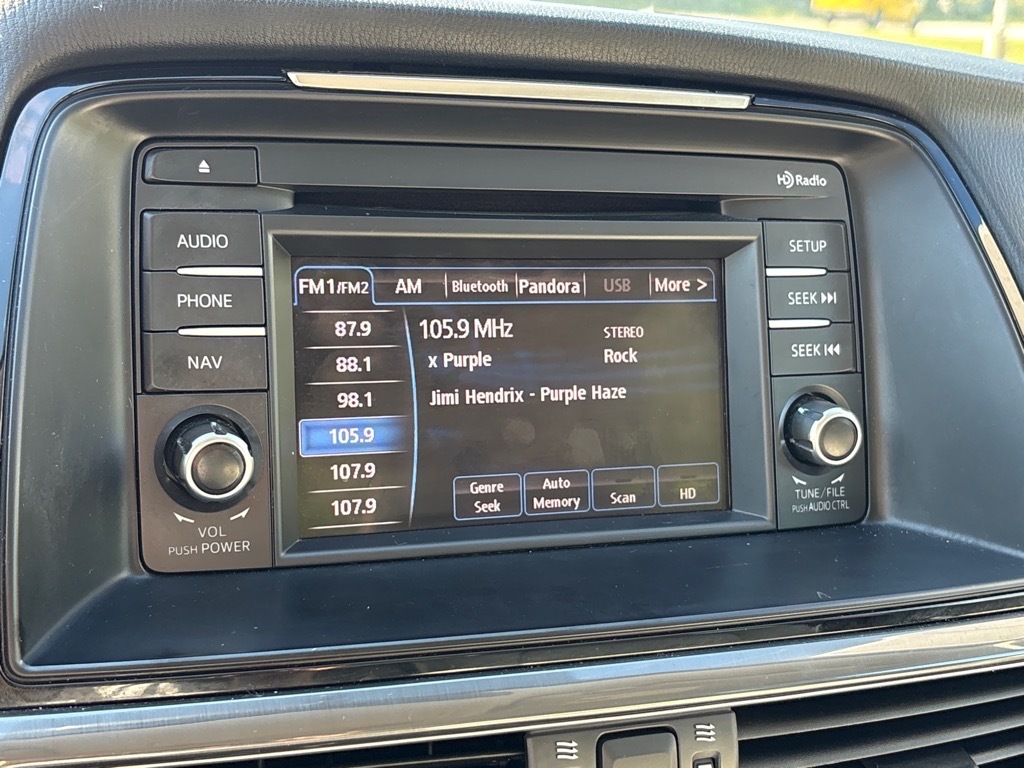 HD Radio
AUDIO
PHONE
NAV
VOL
PUSH POWER
FM1/FM2 AM Bluetooth Pandora USB More >
87.9
88.1
98.1
105.9
107.9
107.9
105.9 MHz STEREO
x Purple Rock
Jimi Hendrix - Purple Haze
Genre
Seek
Auto
Memory
Scan
HD
SETUP
SEEK
SEEK
TUNE/FILE
PUSH AUDIO CTRL